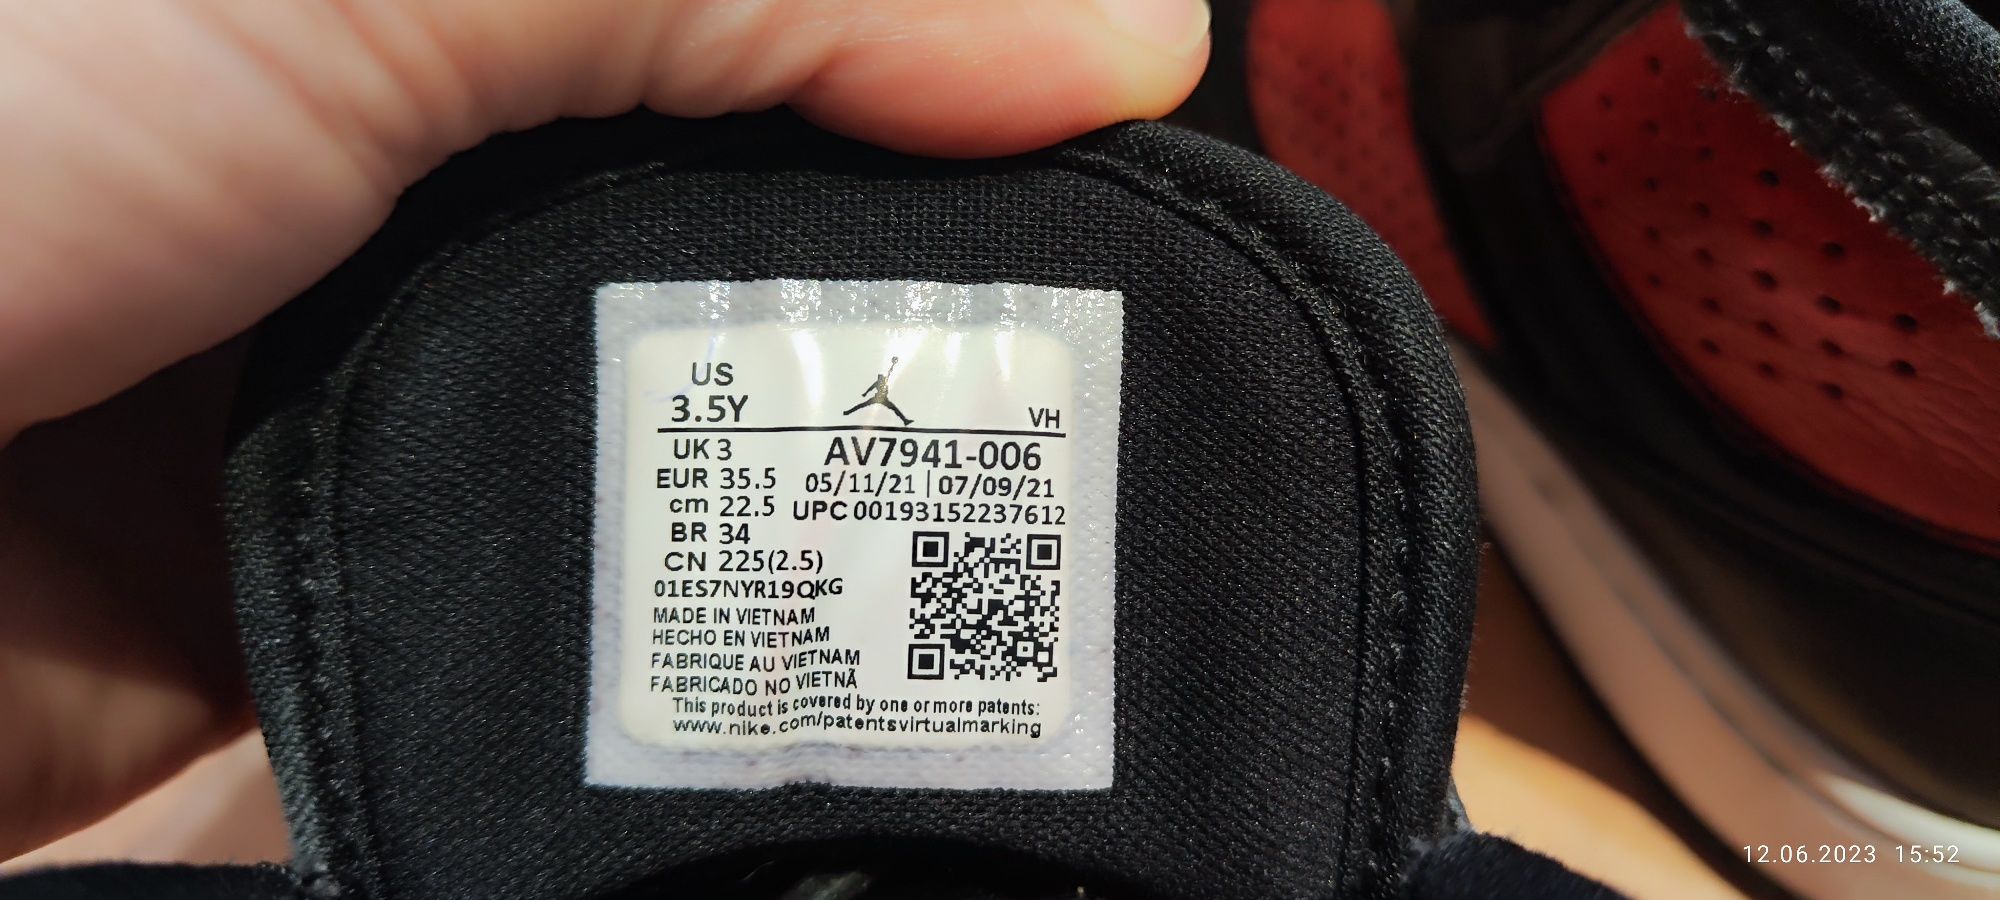 US
3.5Y
VH
UK 3
AV7941-006
EUR 35.5
05/11/21 | 07/09/21
cm 22.5
UPC 00193152237612
BR 34
CN 225(2.5)
01ES7NYR19QKG
MADE IN VIETNAM
HECHO EN VIETNAM
FABRIQUE AU VIETNAM
FABRICADO NO VIETNÃ
This product is covered by one or more patents:
www.nike.com/patentsvirtualmarking
12.06.2023 15:52